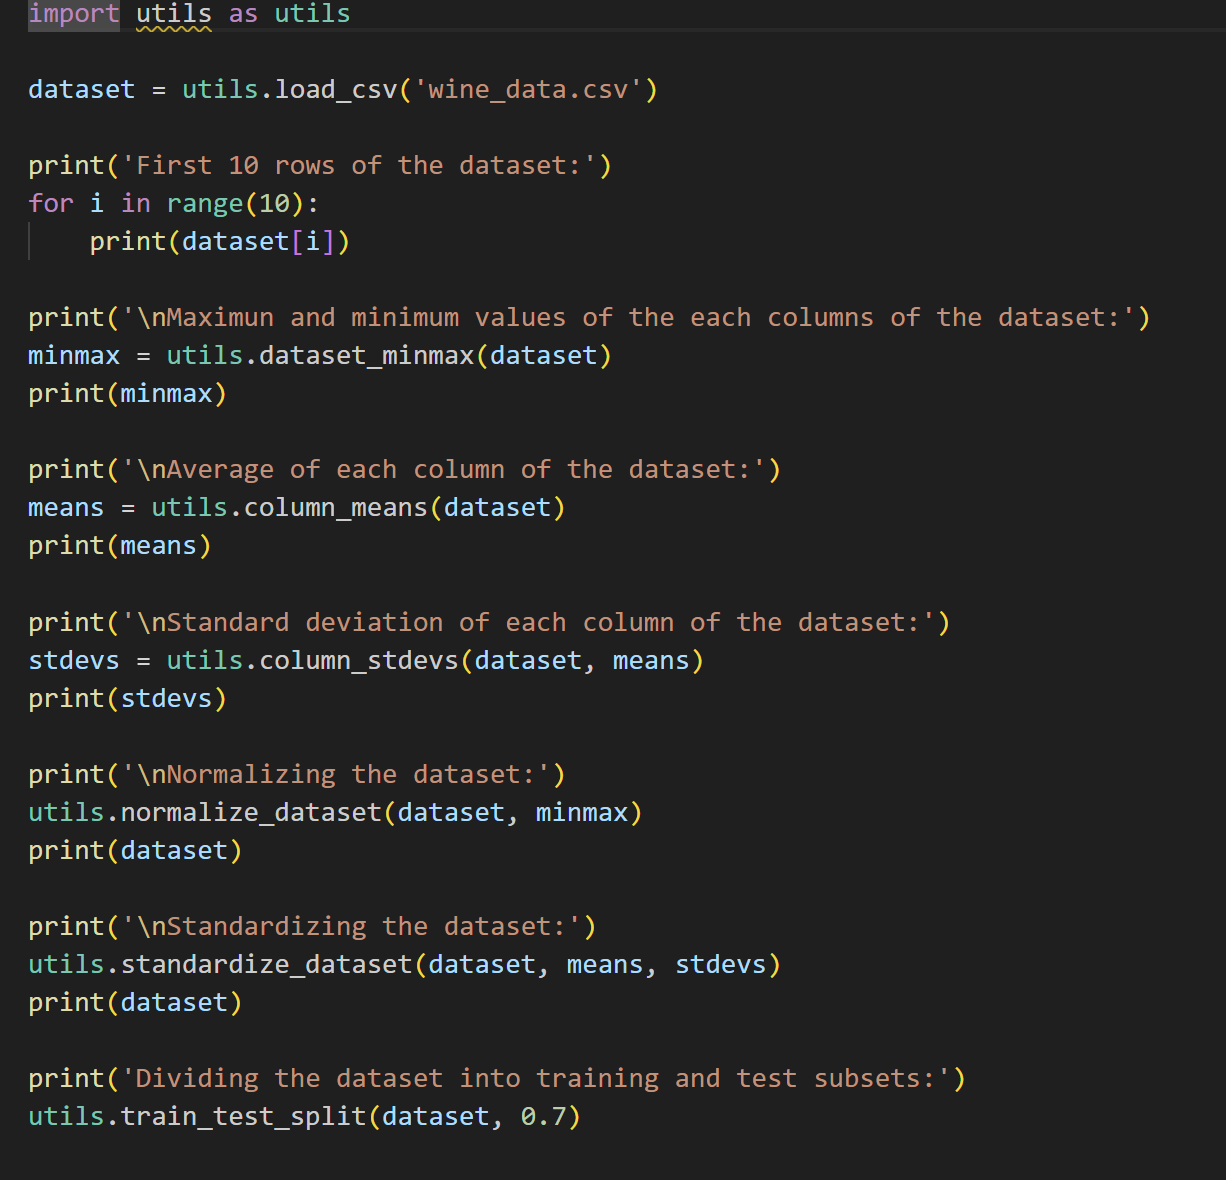 import utils as utils
dataset = utils.load_csv('wine_data.csv')
print('First 10 rows of the dataset:')
for i in range(10):
    print(dataset[i])
print('\nMaximun and minimum values of the each columns of the dataset:')
minmax = utils.dataset_minmax(dataset)
print(minmax)
print('\nAverage of each column of the dataset:')
means = utils.column_means(dataset)
print(means)
print('\nStandard deviation of each column of the dataset:')
stdevs = utils.column_stdevs(dataset, means)
print(stdevs)
print('\nNormalizing the dataset:')
utils.normalize_dataset(dataset, minmax)
print(dataset)
print('\nStandardizing the dataset:')
utils.standardize_dataset(dataset, means, stdevs)
print(dataset)
print('Dividing the dataset into training and test subsets:')
utils.train_test_split(dataset, 0.7)